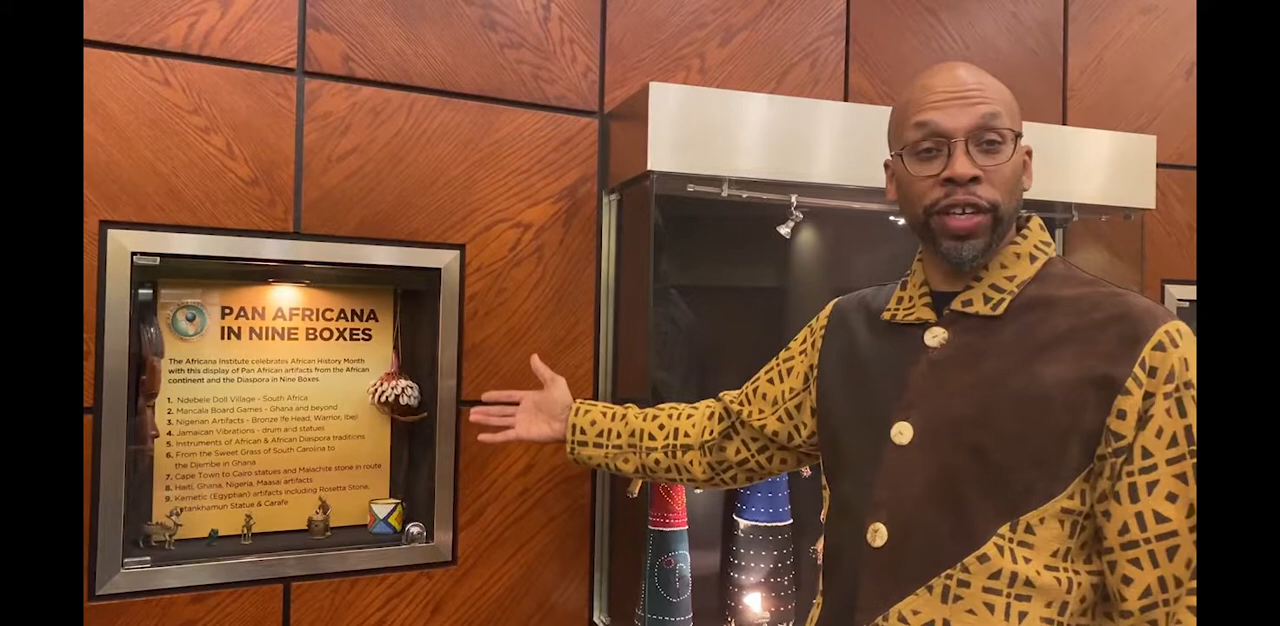 PAN AFRICANA
IN NINE BOXES
The Africana Institute celebrates African History Month
with this display of Pan African artifacts from the African
continent and the Diaspora in Nine Boxes.
1. Ndebele Doll Village - South Africa
2. Mancala Board Games - Ghana and beyond
3. Nigerian Artifacts - Bronze Ife Head, Warrior, Ibeji
4. Jamaican Vibrations - drum and statues
5. Instruments of African & African Diaspora traditions
6. From the Sweet Grass of South Carolina to
the Djembe in Ghana
7. Cape Town to Cairo statues and Malachite stone in route
8. Haiti, Ghana, Nigeria, Maasai artifacts
9. Kemetic (Egyptian) artifacts including Rosetta Stone,
tankhamun Statue & Carafe